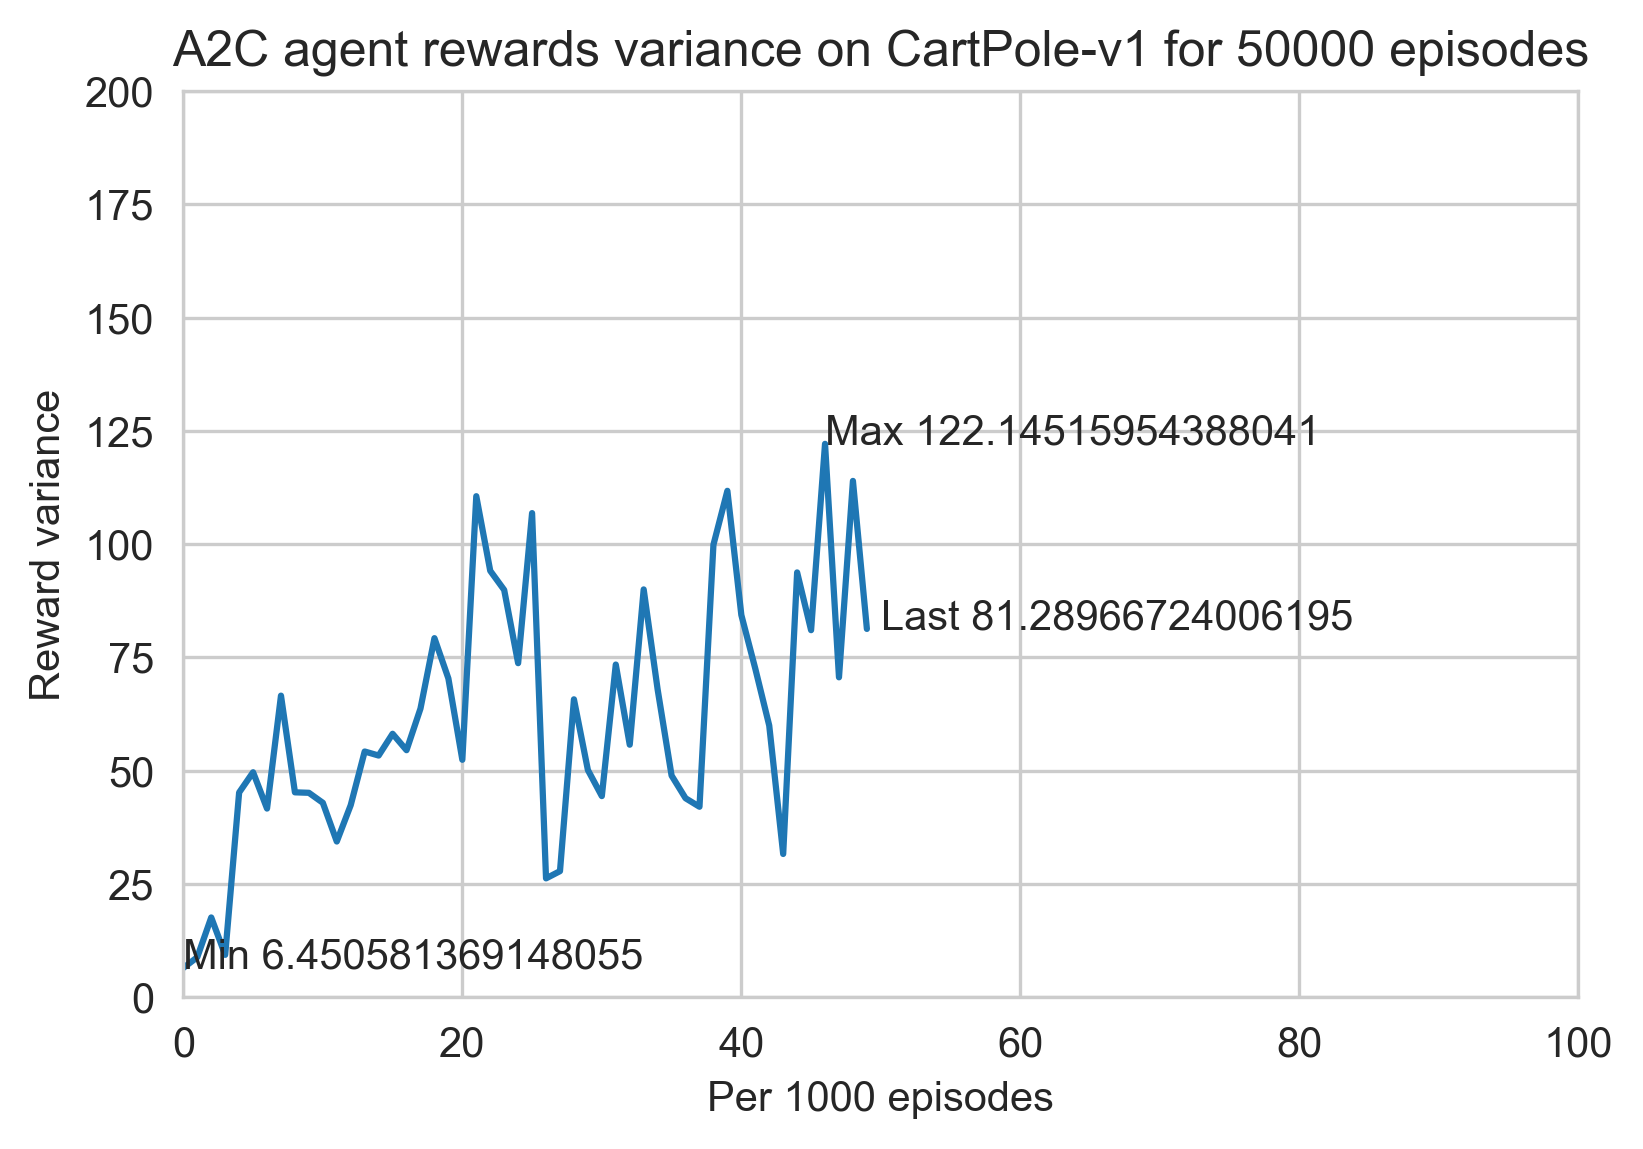 A2C agent rewards variance on CartPole-v1 for 50000 episodes
200
175
150
125
100
75
50
25
0
Reward variance
Max 122.14515954388041
Last 81.28966724006195
Min 6.450581369148055
0 20 40 60 80 100
Per 1000 episodes